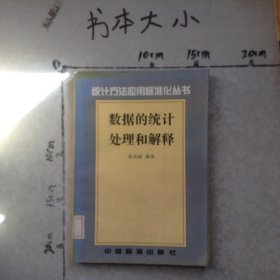 书本大小
10cm 15cm 20cm
统计方法应用标准化丛书
数据的统计
处理和解释
编著
中国标准出版社
10cm
15cm
20cm